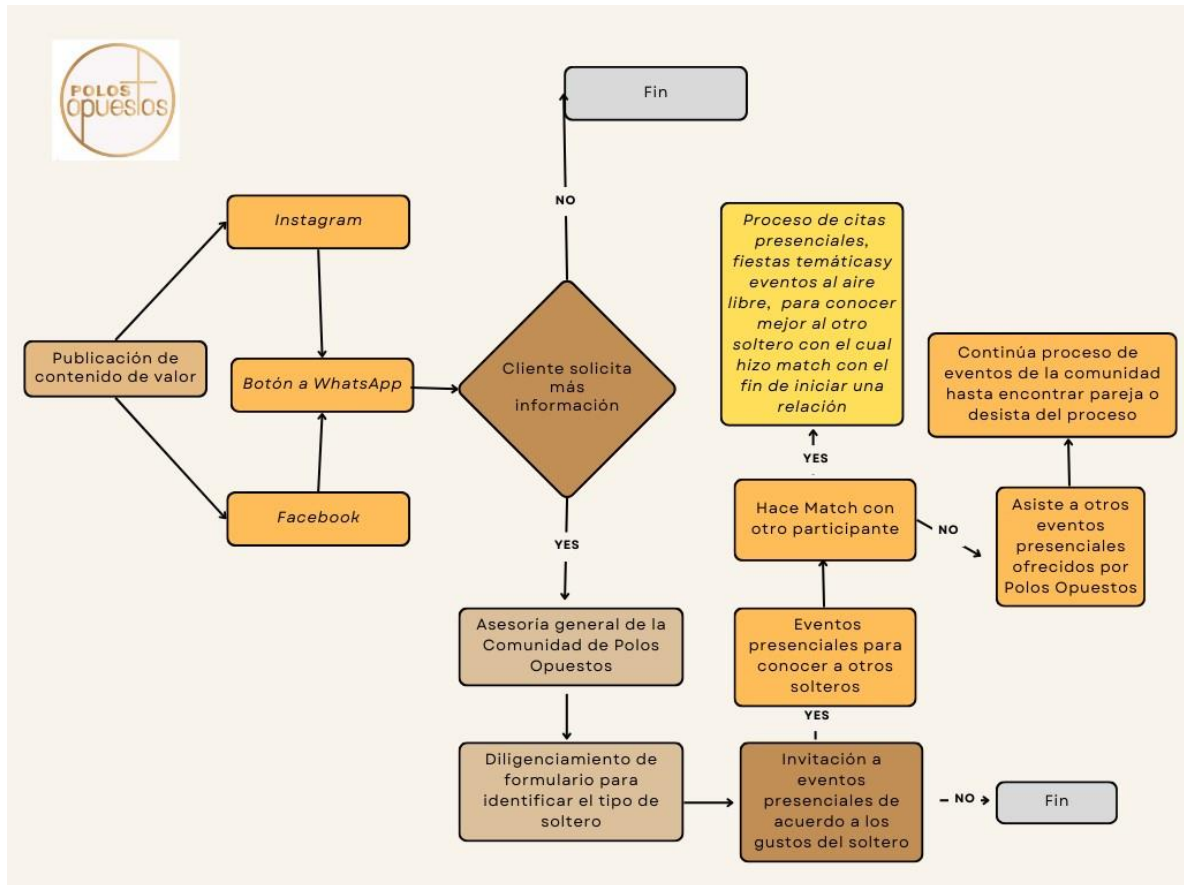 POLOS
opuestos
Fin
NO
Instagram
Proceso de citas
presenciales,
fiestas temáticasy
eventos al aire
libre, para conocer
mejor al otro
soltero con el cual
hizo match con el
fin de iniciar una
relación
Publicación de
contenido de valor
Botón a WhatsApp
Cliente solicita
más
información
Continúa proceso de
eventos de la comunidad
hasta encontrar pareja o
desista del proceso
Facebook
YES
YES
Hace Match con
otro participante
NO
Asiste a otros
eventos
presenciales
ofrecidos por
Polos Opuestos
Asesoría general de la
Comunidad de Polos
Opuestos
Eventos
presenciales para
conocer a otros
solteros
YES
Diligenciamiento de
formulario para
identificar el tipo de
soltero
Invitación a
eventos
presenciales de
acuerdo a los
gustos del soltero
NO
Fin